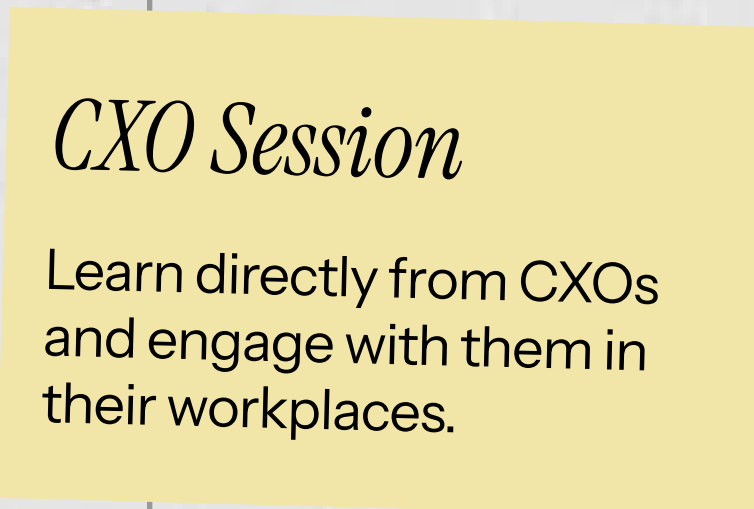 CXO Session
Learn directly from CXOs
and engage with them in
their workplaces.